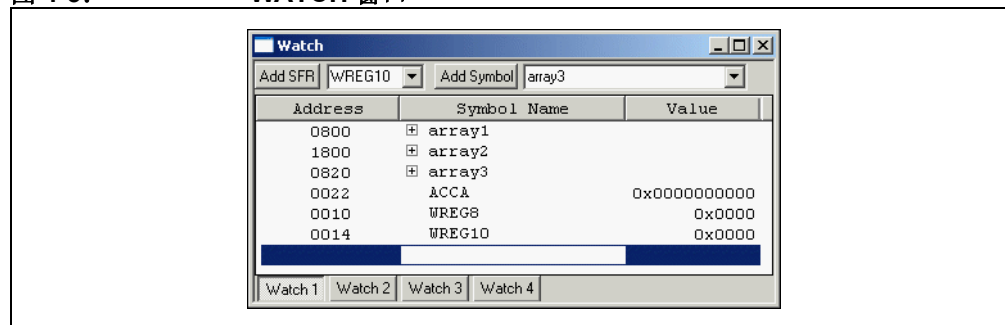 Watch
Add SFR WREG10 Add Symbol array3
Address Symbol Name Value
0800 array1
1800 array2
0820 array3
0022 ACCA 0x0000000000
0010 WREG8 0x0000
0014 WREG10 0x0000
Watch 1 Watch 2 Watch 3 Watch 4